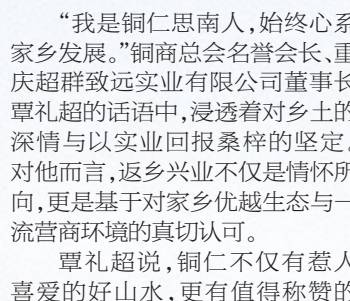 “我是铜仁思南人，始终心系
家乡发展。”铜商总会名誉会长、重
庆超群致远实业有限公司董事长
覃礼超的话语中，浸透着对乡土的
深情与以实业回报桑梓的坚定。
对他而言，返乡兴业不仅是情怀所
向，更是基于对家乡优越生态与一
流营商环境的真切认可。
覃礼超说，铜仁不仅有惹人
喜爱的好山水，更有值得称赞的